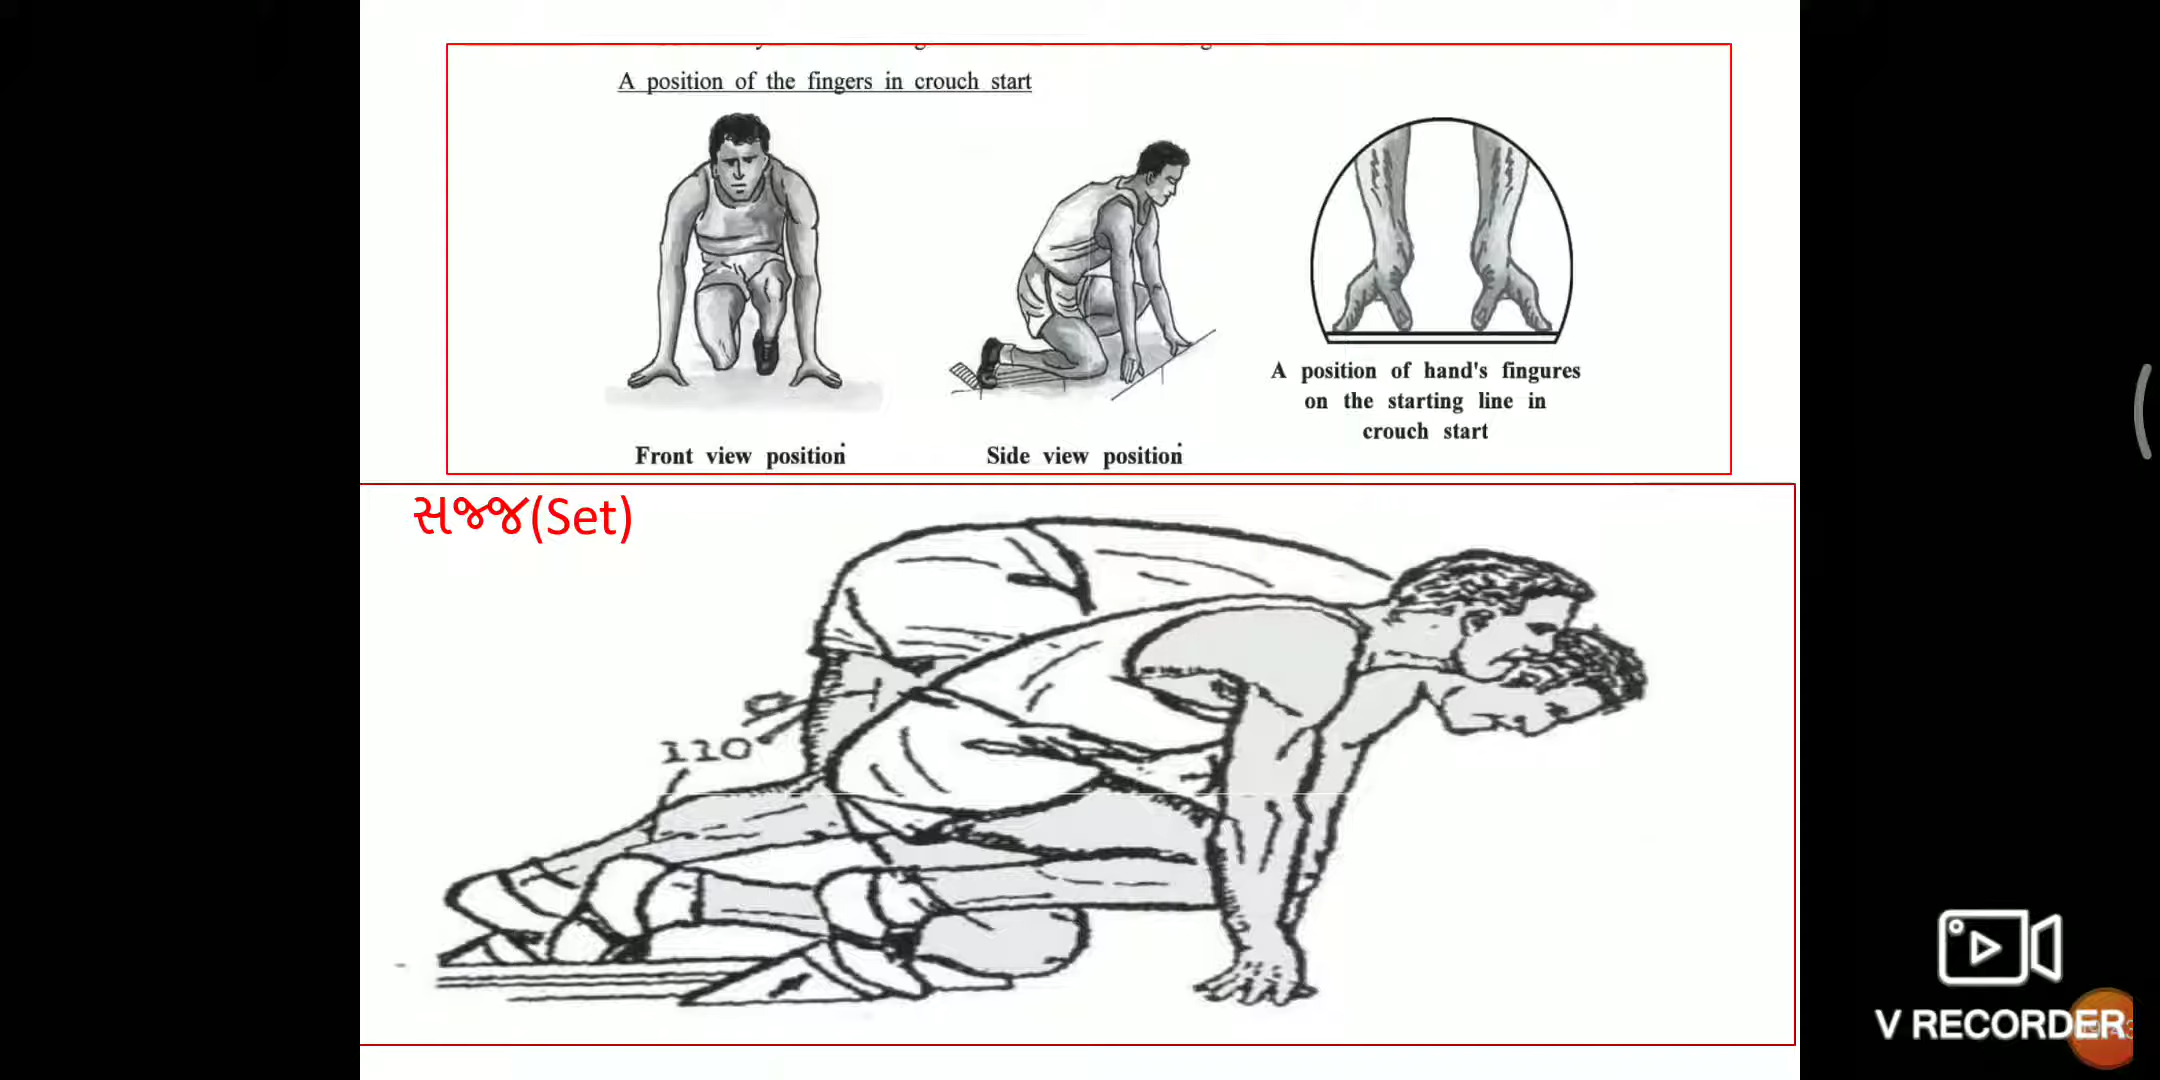 A position of the fingers in crouch start
A position of hand's fingures
on the starting line in
crouch start
Front view position
Side view position
સજ્જ(Set)
110°
V RECORDER